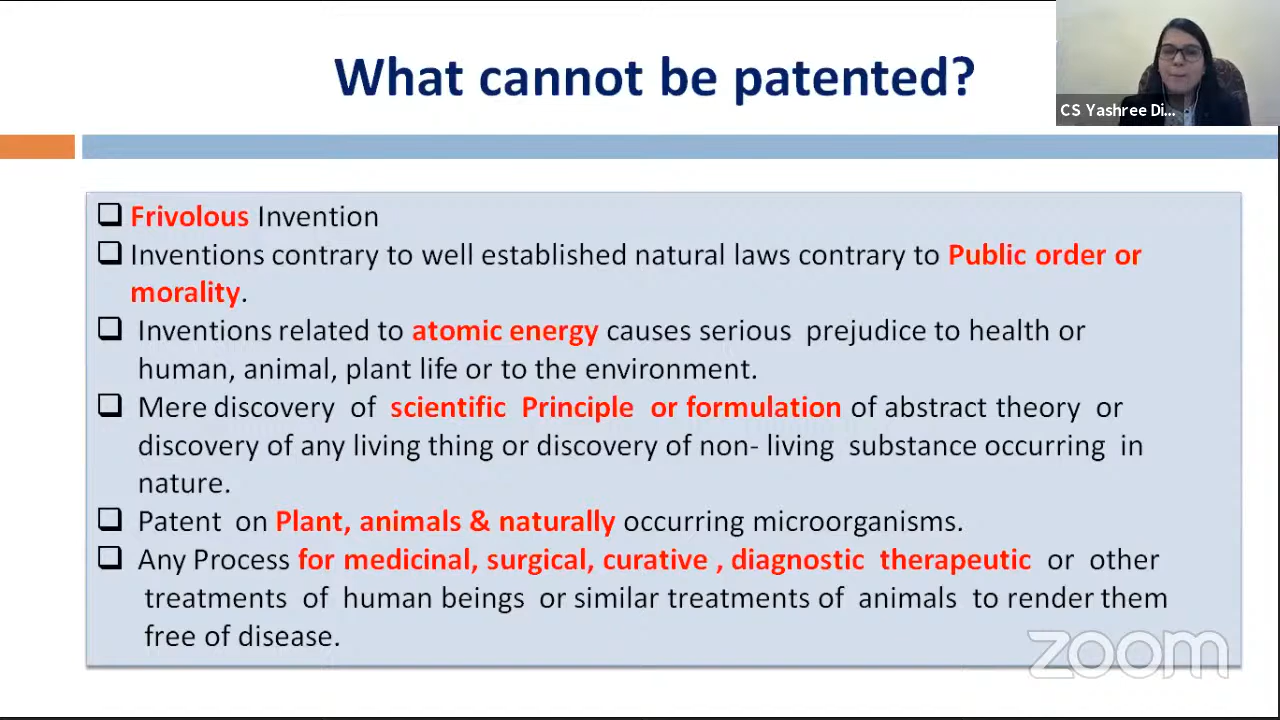 What cannot be patented?
CS Yashree Di...
Frivolous Invention
Inventions contrary to well established natural laws contrary to Public order or
morality.
Inventions related to atomic energy causes serious prejudice to health or
human, animal, plant life or to the environment.
Mere discovery of scientific Principle or formulation of abstract theory or
discovery of any living thing or discovery of non- living substance occurring in
nature.
Patent on Plant, animals & naturally occurring microorganisms.
Any Process for medicinal, surgical, curative , diagnostic therapeutic or other
treatments of human beings or similar treatments of animals to render them
free of disease.
zoom